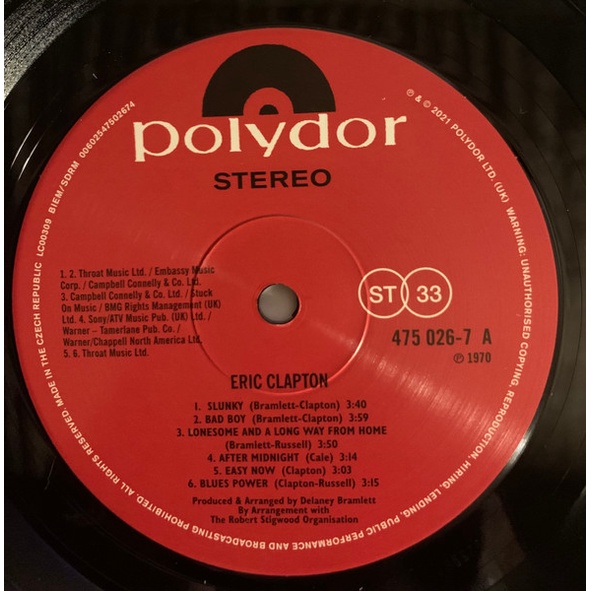 polydor
STEREO
℗ & © 2021 POLYDOR LTD. (UK) WARNING: UNAUTHORISED COPYING, REPRODUCTION, HIRING, LENDING, PUBLIC PERFORMANCE AND BROADCASTING PROHIBITED ALL RIGHTS RESERVED. MADE IN THE CZECH REPUBLIC LC00309 BIEM/SDRM 00602547502674
1. 2. Throat Music Ltd. / Embassy Music
Corp. / Campbell Connelly & Co. Ltd.
3. Campbell Connelly & Co. Ltd. / Stuck
On Music / BMG Rights Management (UK)
Ltd. 4. Sony/ATV Music Pub. (UK) Ltd. /
Warner – Tamerlane Pub. Co. /
Warner/Chappell North America Ltd.
5. 6. Throat Music Ltd.
ST 33
475 026-7 A
℗ 1970
ERIC CLAPTON
1. SLUNKY (Bramlett-Clapton) 3:40
2. BAD BOY (Bramlett-Clapton) 3:59
3. LONESOME AND A LONG WAY FROM HOME
(Bramlett-Russell) 3:50
4. AFTER MIDNIGHT (Cale) 3:14
5. EASY NOW (Clapton) 3:03
6. BLUES POWER (Clapton-Russell) 3:15
Produced & Arranged by Delaney Bramlett
By Arrangement with
The Robert Stigwood Organisation